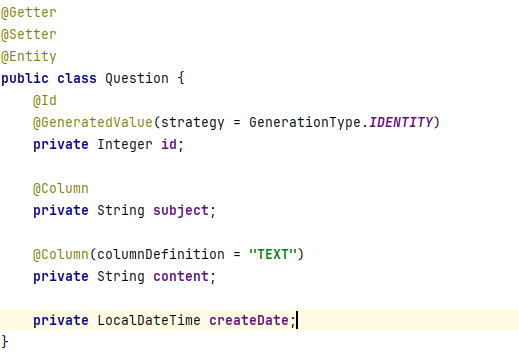 @Getter
@Setter
@Entity
public class Question {
    @Id
    @GeneratedValue(strategy = GenerationType.IDENTITY)
    private Integer id;

    @Column
    private String subject;

    @Column(columnDefinition = "TEXT")
    private String content;

    private LocalDateTime createDate;
}